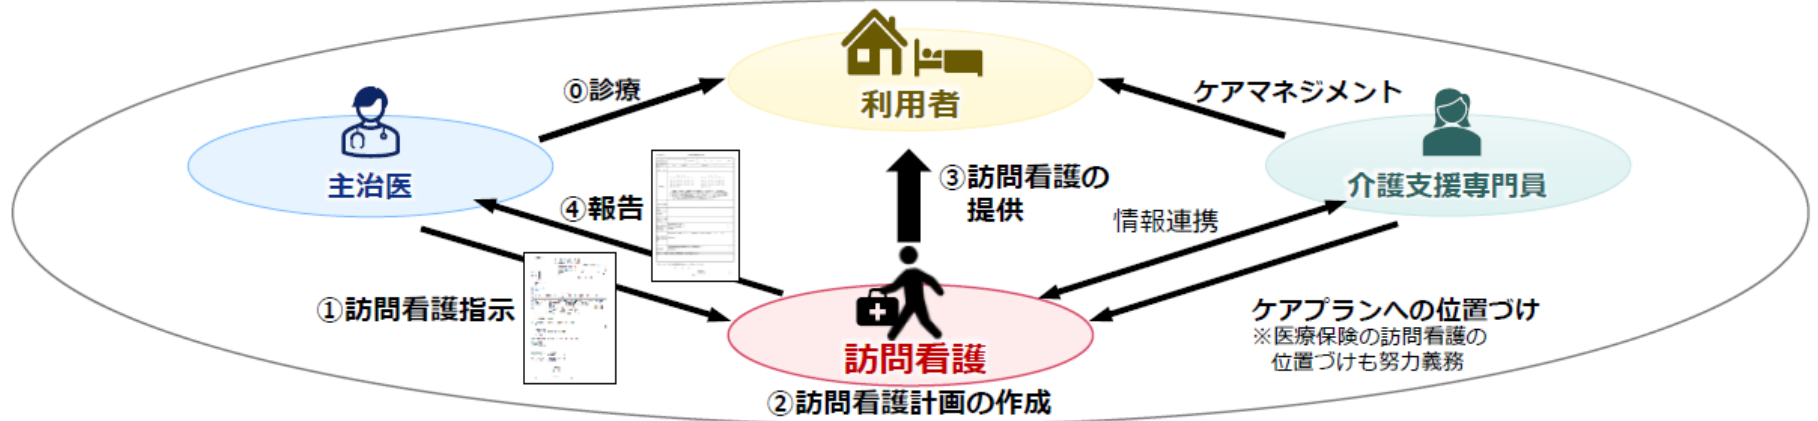 ⓪診療
利用者
ケアマネジメント
主治医
介護支援専門員
④報告
③訪問看護の
提供
情報連携
①訪問看護指示
ケアプランへの位置づけ
※医療保険の訪問看護の
位置づけも努力義務
訪問看護
②訪問看護計画の作成